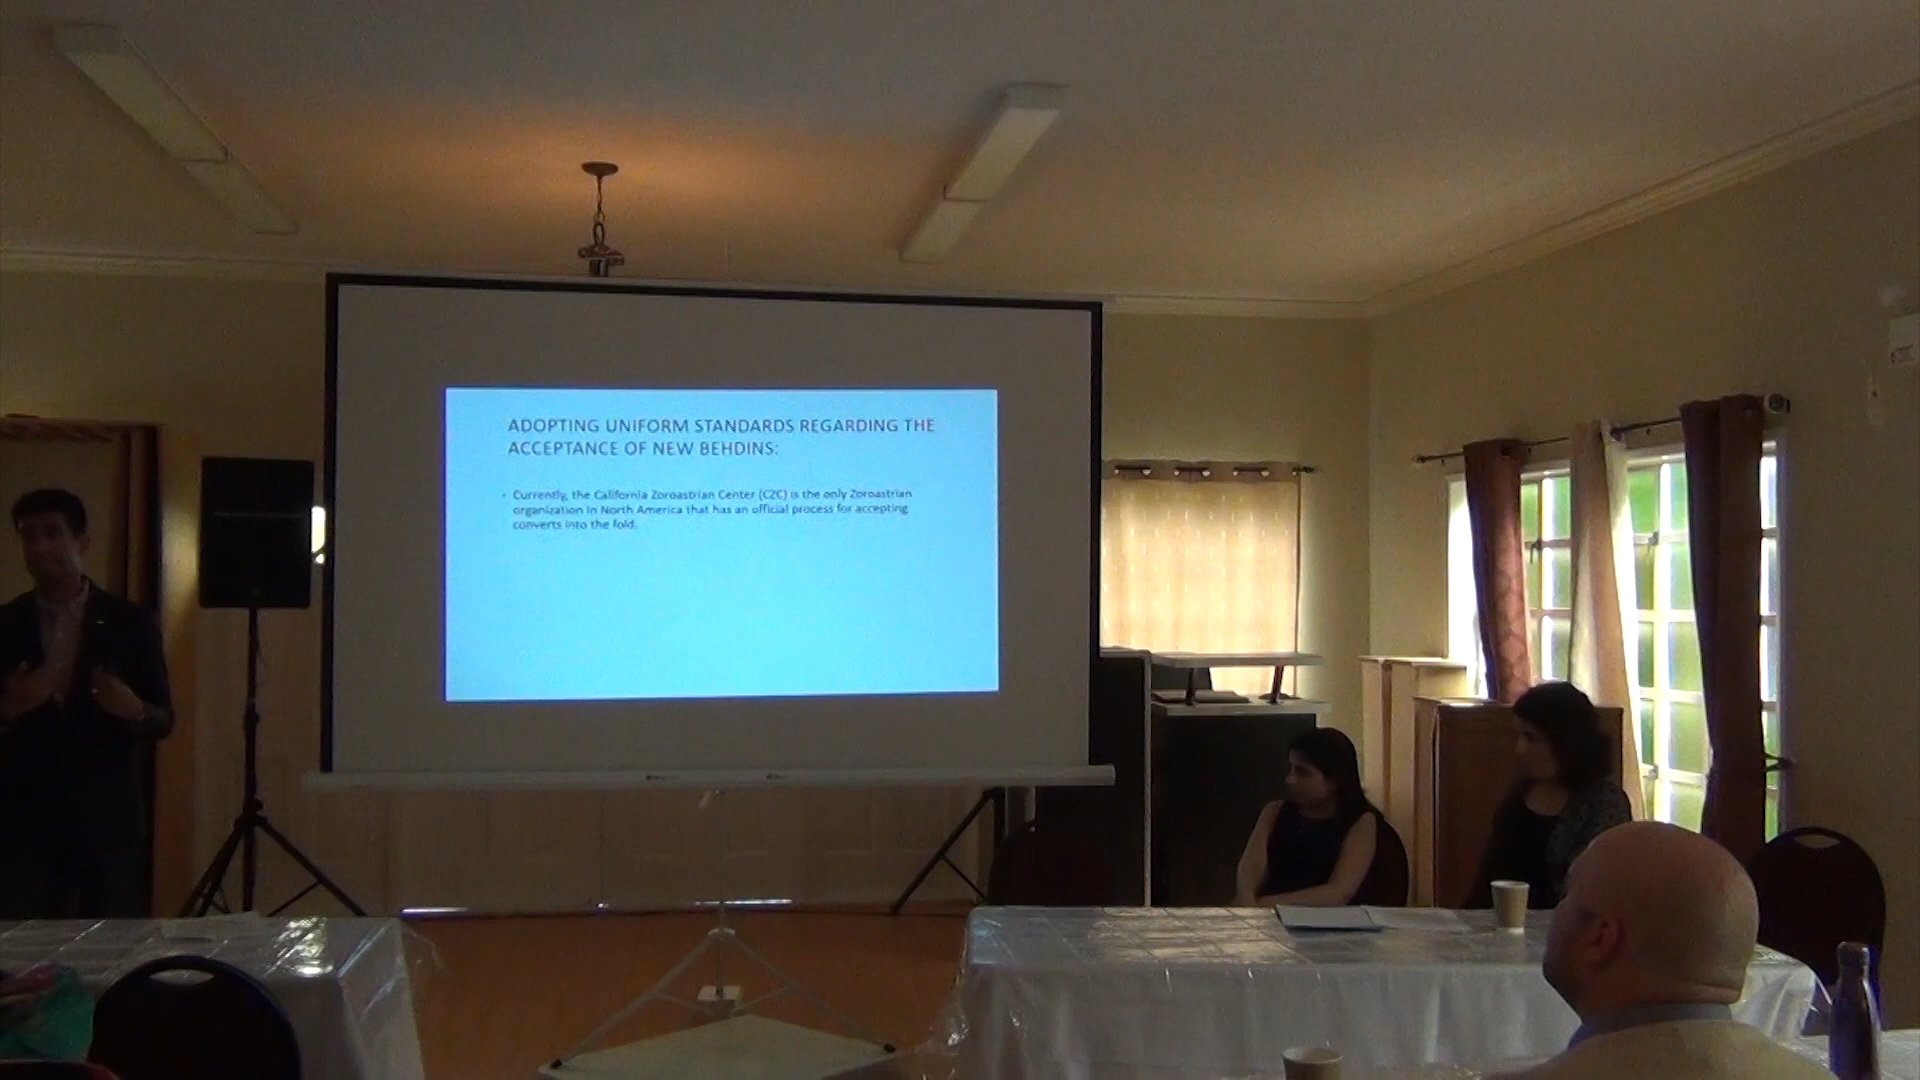 ADOPTING UNIFORM STANDARDS REGARDING THE
ACCEPTANCE OF NEW BEHDINS:
• Currently, the California Zoroastrian Center (CZC) is the only Zoroastrian
organization in North America that has an official process for accepting
converts into the fold.